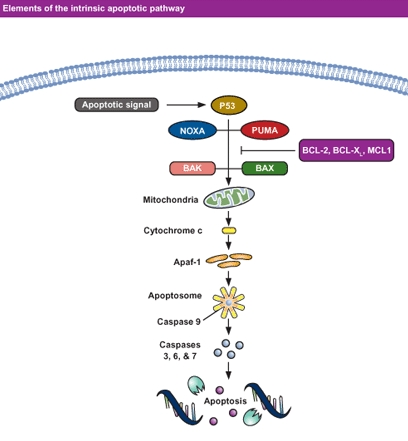 Elements of the intrinsic apoptotic pathway
Apoptotic signal
P53
NOXA
PUMA
BCL-2, BCL-XL, MCL1
BAK
BAX
Mitochondria
Cytochrome c
Apaf-1
Apoptosome
Caspase 9
Caspases
3, 6, & 7
Apoptosis